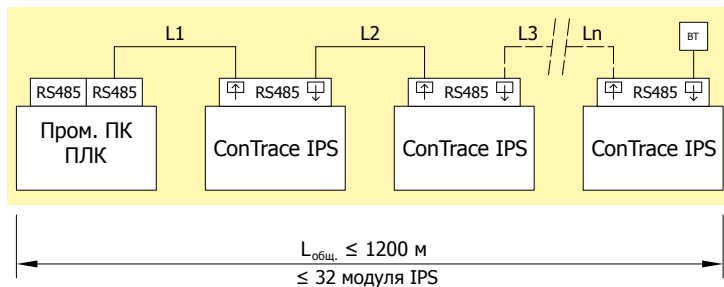 L1 L2 L3 Ln ВТ
RS485 RS485 RS485 RS485 RS485
Пром. ПК
ПЛК
ConTrace IPS ConTrace IPS ConTrace IPS
Lобщ. ≤ 1200 м
≤ 32 модуля IPS